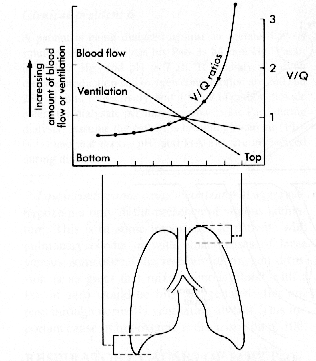 Increasing
amount of blood
flow or ventilation
Blood flow
Ventilation
V/Q ratios
3
2
1
V/Q
Bottom
Top